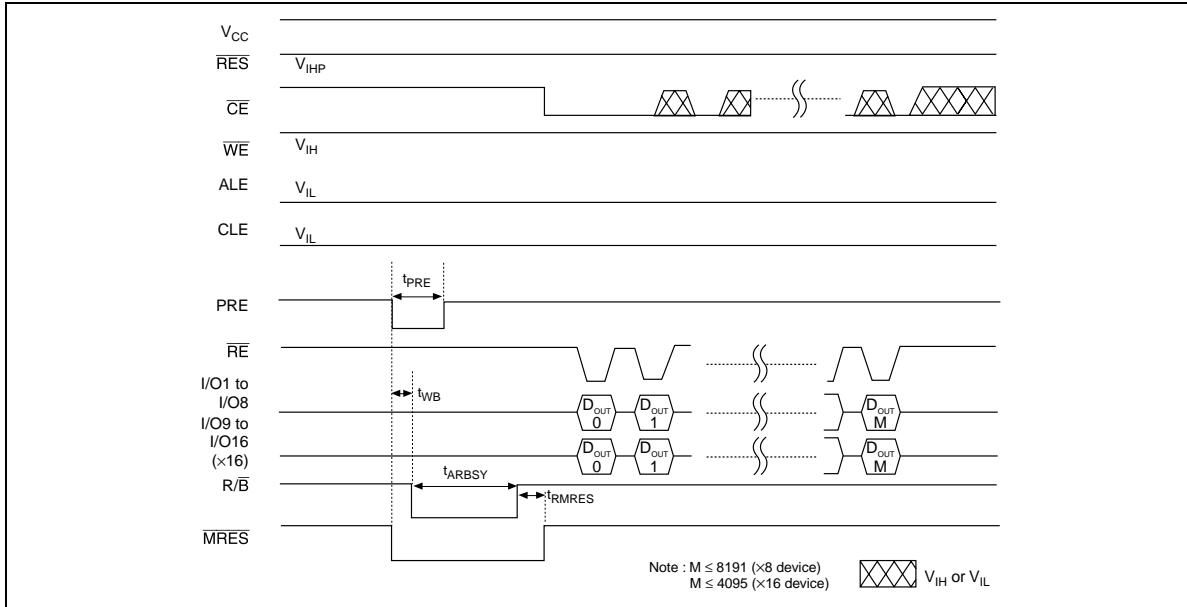 VCC
RES VIHP
CE
WE VIH
ALE VIL
CLE VIL
tPRE
PRE
RE
I/O1 to
I/O8
tWB
DOUT 0 DOUT 1 DOUT M
I/O9 to
I/O16
(×16)
DOUT 0 DOUT 1 DOUT M
tARBSY
R/B
tRMRES
MRES
Note : M ≤ 8191 (×8 device)
M ≤ 4095 (×16 device)
VIH or VIL